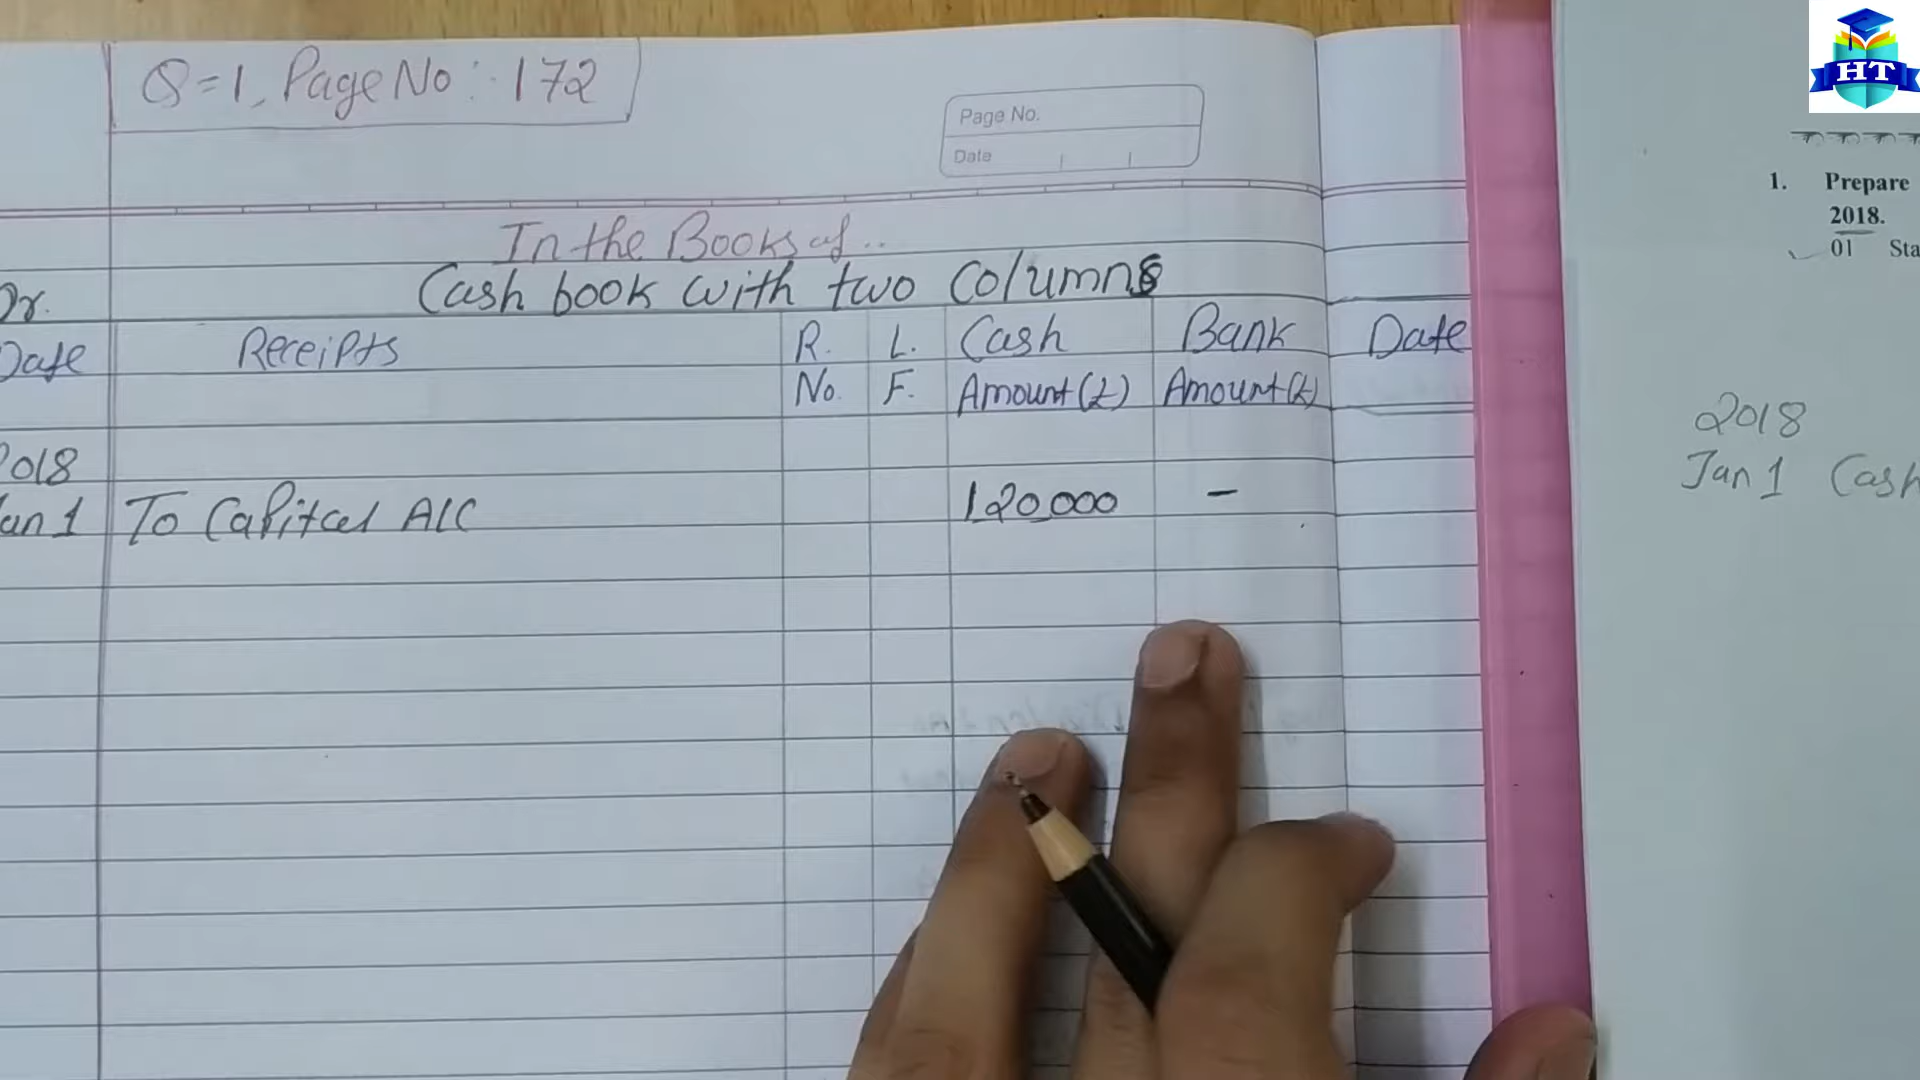 HT
Q=1, Page No:- 172
Page No.
Date
In the Books of..
Cash book with two Columns
Dr.
Date Receipts R. L. Cash Bank Date
No. F. Amount(₹) Amount(₹)
2018
Jan 1 To Capital A/C 1,20,000 -
1. Prepare
2018.
01 Sta
2018
Jan 1 Cash